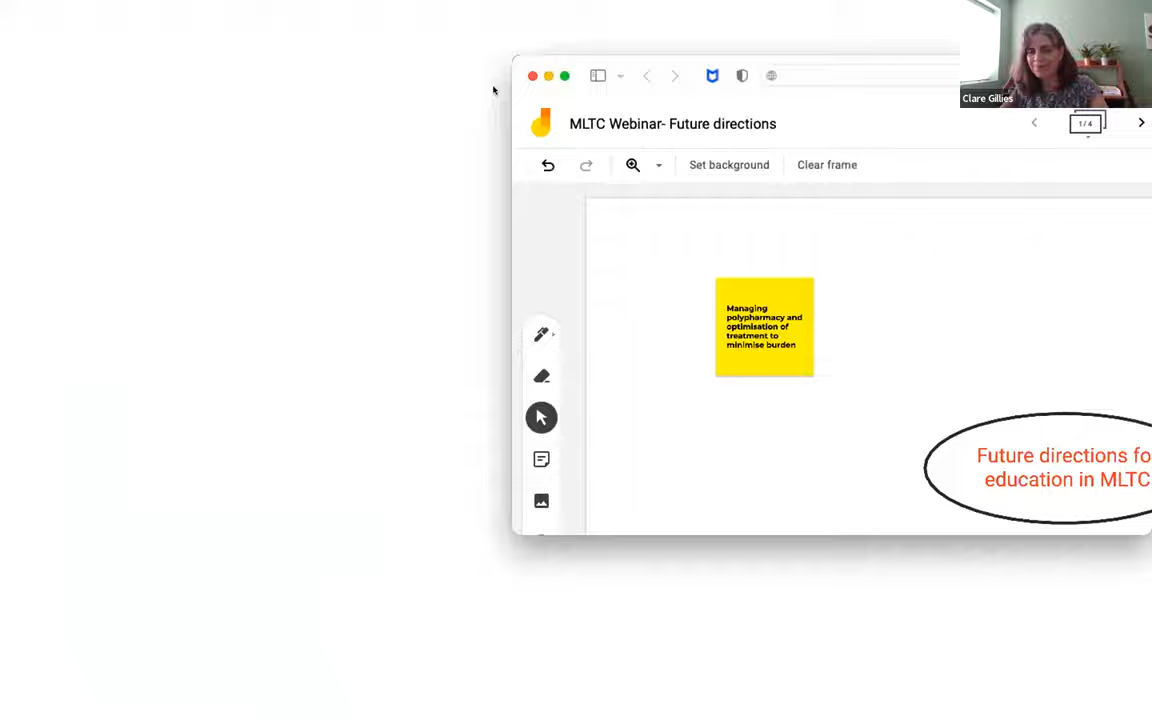 Clare Gillies
MLTC Webinar- Future directions
1/4
Set background
Clear frame
Managing
polypharmacy and
optimisation of
treatment to
minimise burden
Future directions fo
education in MLTC